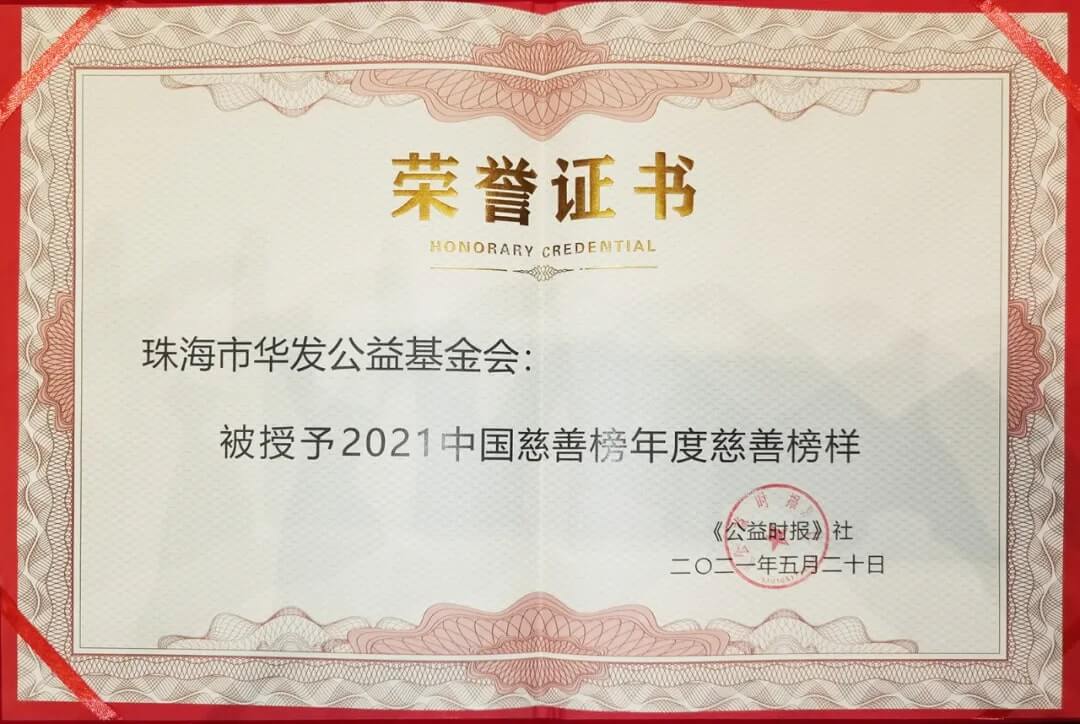 荣誉证书
HONORARY CREDENTIAL
珠海市华发公益基金会：
被授予2021中国慈善榜年度慈善榜样
《公益时报》社
二〇二一年五月二十日